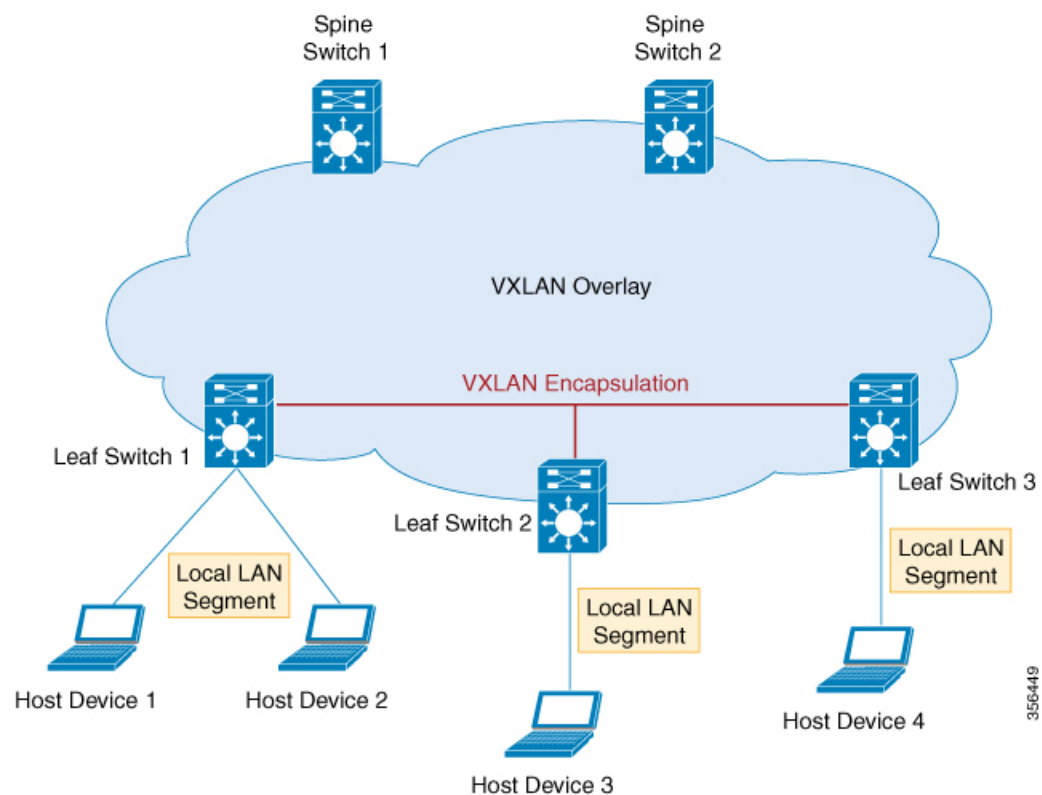 Spine
Switch 1
Spine
Switch 2
VXLAN Overlay
VXLAN Encapsulation
Leaf Switch 1
Leaf Switch 2
Leaf Switch 3
Local LAN
Segment
Local LAN
Segment
Local LAN
Segment
Host Device 1
Host Device 2
Host Device 3
Host Device 4
356449